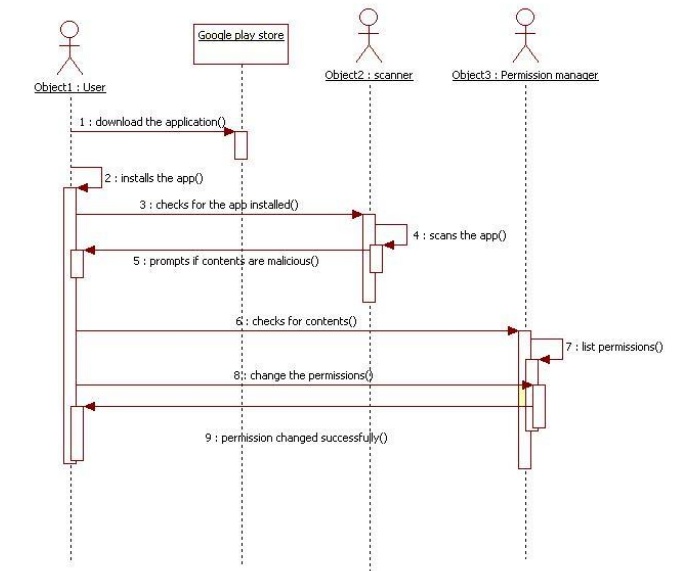 Google play store
Object1 : User
Object2 : scanner
Object3 : Permission manager
1 : download the application()
2 : installs the app()
3 : checks for the app installed()
4 : scans the app()
5 : prompts if contents are malicious()
6 : checks for contents()
7 : list permissions()
8 : change the permissions()
9 : permission changed successfully()